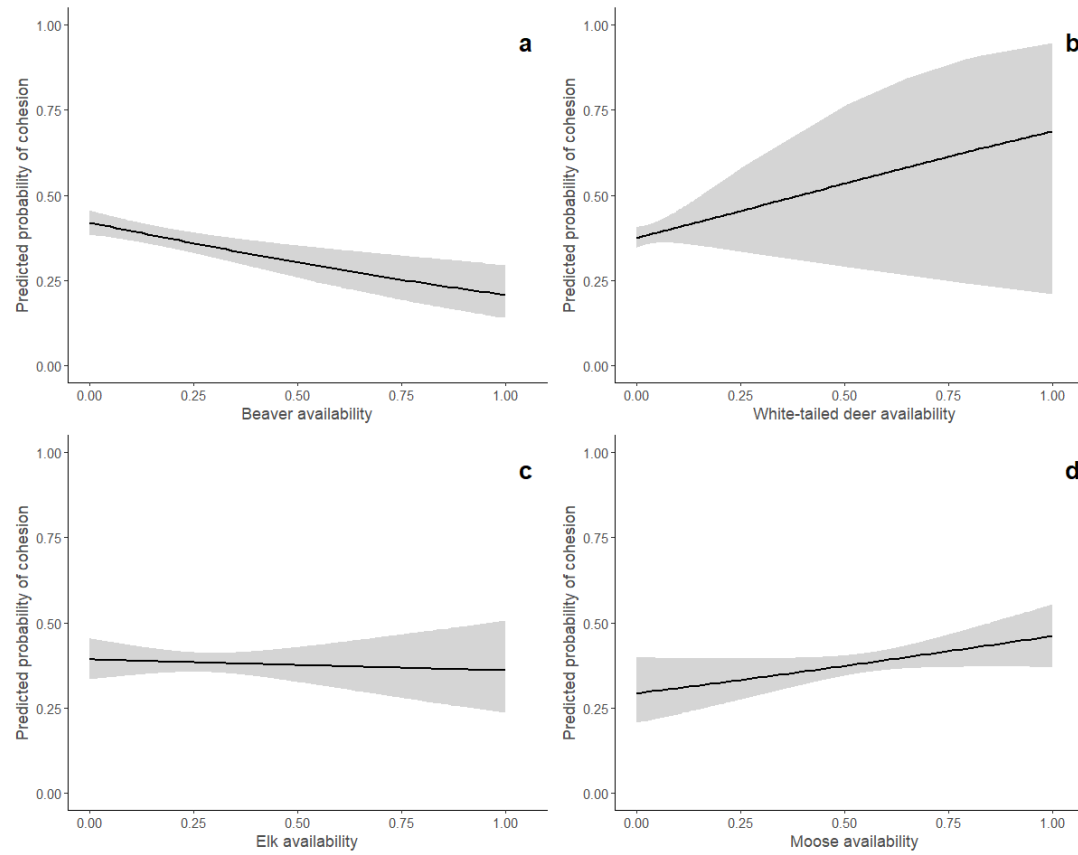 a
1.00
0.75
0.50
0.25
0.00
Predicted probability of cohesion
0.00 0.25 0.50 0.75 1.00
Beaver availability
b
1.00
0.75
0.50
0.25
0.00
Predicted probability of cohesion
0.00 0.25 0.50 0.75 1.00
White-tailed deer availability
c
1.00
0.75
0.50
0.25
0.00
Predicted probability of cohesion
0.00 0.25 0.50 0.75 1.00
Elk availability
d
1.00
0.75
0.50
0.25
0.00
Predicted probability of cohesion
0.00 0.25 0.50 0.75 1.00
Moose availability